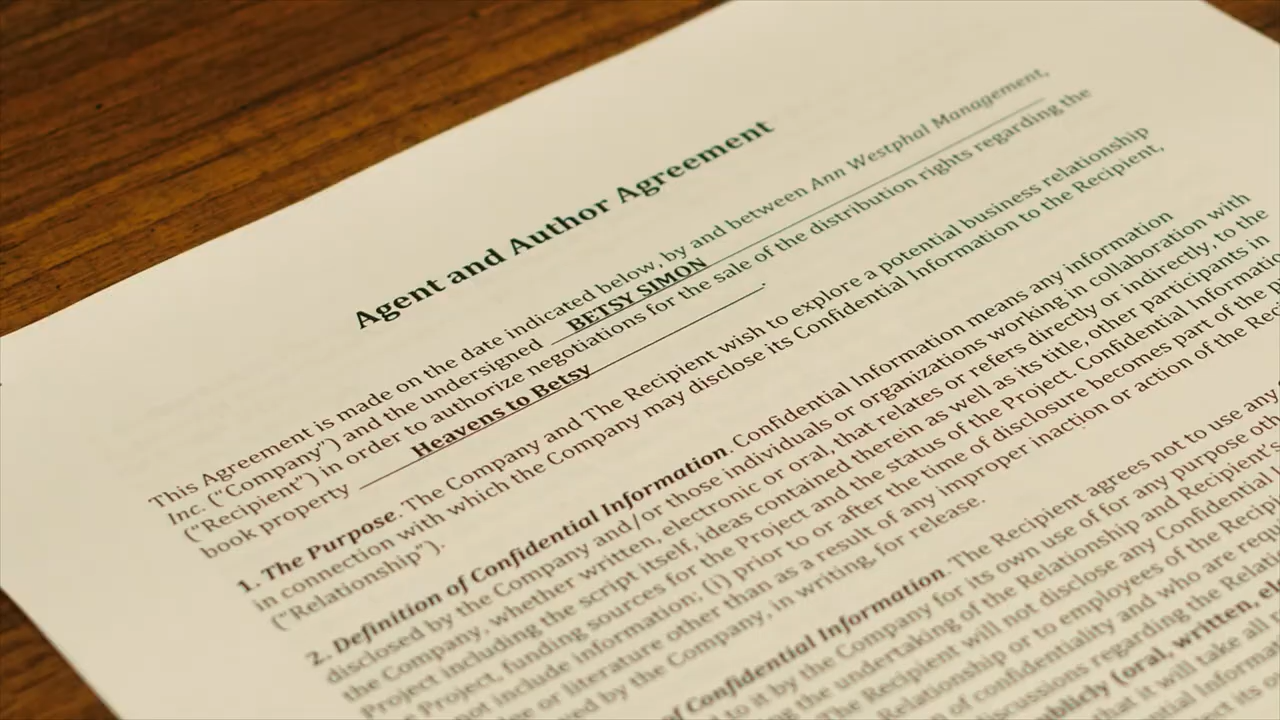 Agent and Author Agreement
This Agreement is made on the date indicated below, by and between Ann Westphal Management,
Inc. (“Company”) and the undersigned BETSY SIMON
(“Recipient”) in order to authorize negotiations for the sale of the distribution rights regarding the
book property Heavens to Betsy.
1. The Purpose. The Company and The Recipient wish to explore a potential business relationship
in connection with which the Company may disclose its Confidential Information to the Recipient,
(“Relationship”).
2. Definition of Confidential Information. Confidential Information means any information
disclosed by the Company and/or those individuals or organizations working in collaboration with
the Company, whether written, electronic or oral, that relates or refers directly or indirectly, to the
Project including the script itself, ideas contained therein as well as its title, other participants in
Project, funding sources for the Project and the status of the Project. Confidential Information
not include information: (i) prior to or after the time of disclosure becomes part of the
or literature other than as a result of any improper inaction or action of the
by the Company, in writing, for release.
of Confidential Information. The Recipient agrees not to use any
to it by the Company for its own use of for any purpose
the undertaking of the Relationship and Recipient's
The Recipient will not disclose any Confidential
Relationship or to employees of the
of confidentiality and who are
regarding the
(oral, written,
it will take all